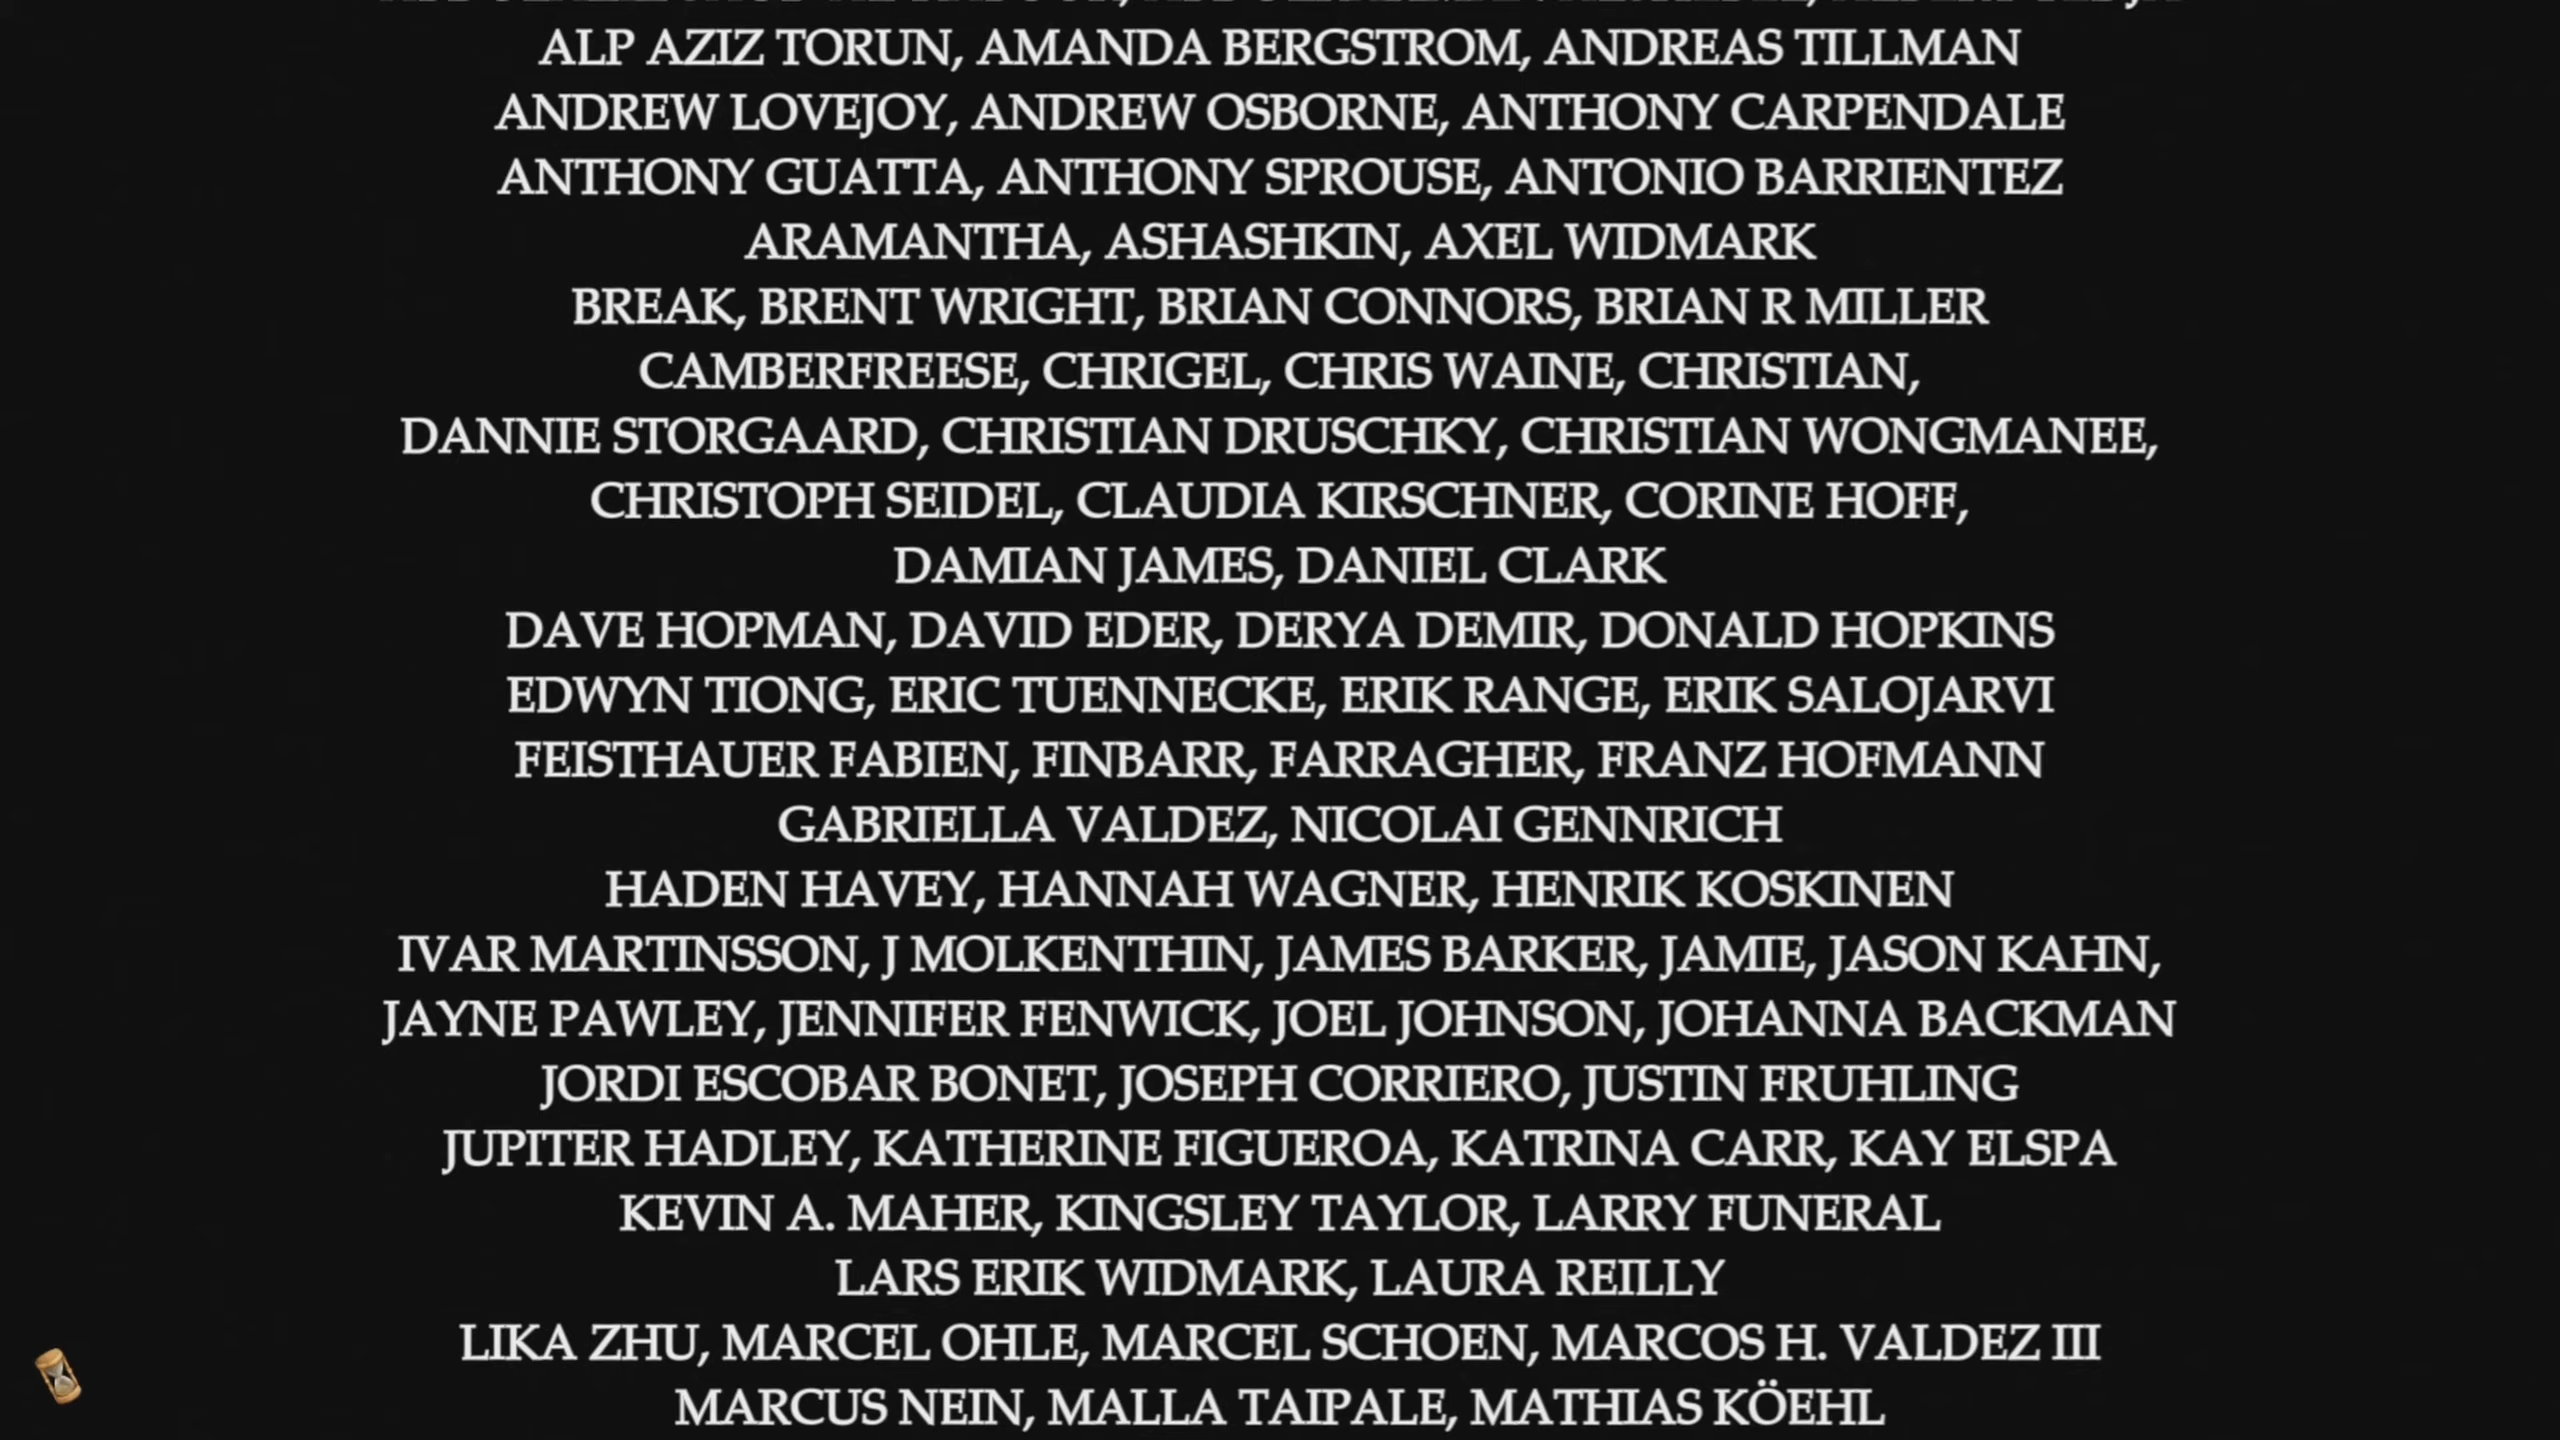 ALP AZIZ TORUN, AMANDA BERGSTROM, ANDREAS TILLMAN
ANDREW LOVEJOY, ANDREW OSBORNE, ANTHONY CARPENDALE
ANTHONY GUATTA, ANTHONY SPROUSE, ANTONIO BARRIENTEZ
ARAMANTHA, ASHASHKIN, AXEL WIDMARK
BREAK, BRENT WRIGHT, BRIAN CONNORS, BRIAN R MILLER
CAMBERFREESE, CHRIGEL, CHRIS WAINE, CHRISTIAN,
DANNIE STORGAARD, CHRISTIAN DRUSCHKY, CHRISTIAN WONGMANEE,
CHRISTOPH SEIDEL, CLAUDIA KIRSCHNER, CORINE HOFF,
DAMIAN JAMES, DANIEL CLARK
DAVE HOPMAN, DAVID EDER, DERYA DEMIR, DONALD HOPKINS
EDWYN TIONG, ERIC TUENNECKE, ERIK RANGE, ERIK SALOJARVI
FEISTHAUER FABIEN, FINBARR, FARRAGHER, FRANZ HOFMANN
GABRIELLA VALDEZ, NICOLAI GENNRICH
HADEN HAVEY, HANNAH WAGNER, HENRIK KOSKINEN
IVAR MARTINSSON, J MOLKENTHIN, JAMES BARKER, JAMIE, JASON KAHN,
JAYNE PAWLEY, JENNIFER FENWICK, JOEL JOHNSON, JOHANNA BACKMAN
JORDI ESCOBAR BONET, JOSEPH CORRIERO, JUSTIN FRUHLING
JUPITER HADLEY, KATHERINE FIGUEROA, KATRINA CARR, KAY ELSPA
KEVIN A. MAHER, KINGSLEY TAYLOR, LARRY FUNERAL
LARS ERIK WIDMARK, LAURA REILLY
LIKA ZHU, MARCEL OHLE, MARCEL SCHOEN, MARCOS H. VALDEZ III
MARCUS NEIN, MALLA TAIPALE, MATHIAS KÖEHL